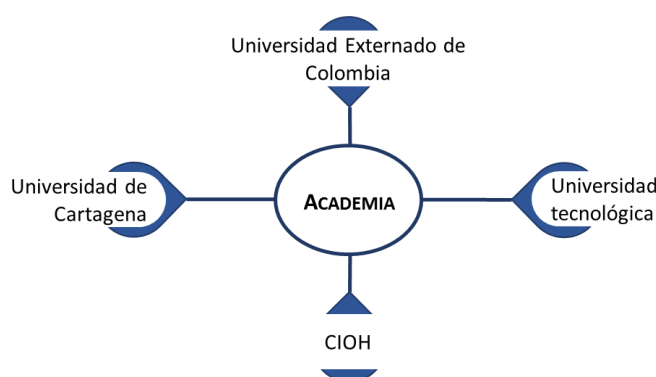 Universidad Externado de
Colombia
Universidad de
Cartagena
ACADEMIA
Universidad
tecnológica
CIOH